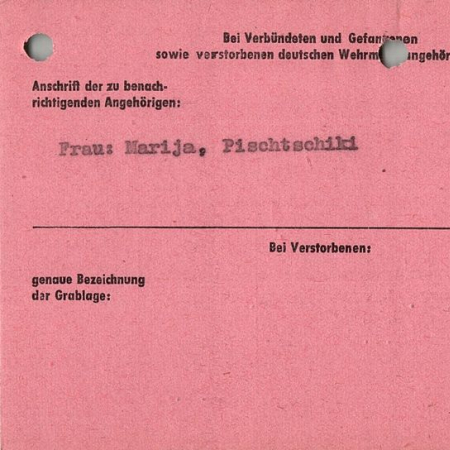 Bei Verbündeten und Gefangenen
sowie verstorbenen deutschen
Anschrift der zu benach-
richtigenden Angehörigen:
Frau: Marija, Pischtschiki
Bei Verstorbenen:
genaue Bezeichnung
der Grablage: